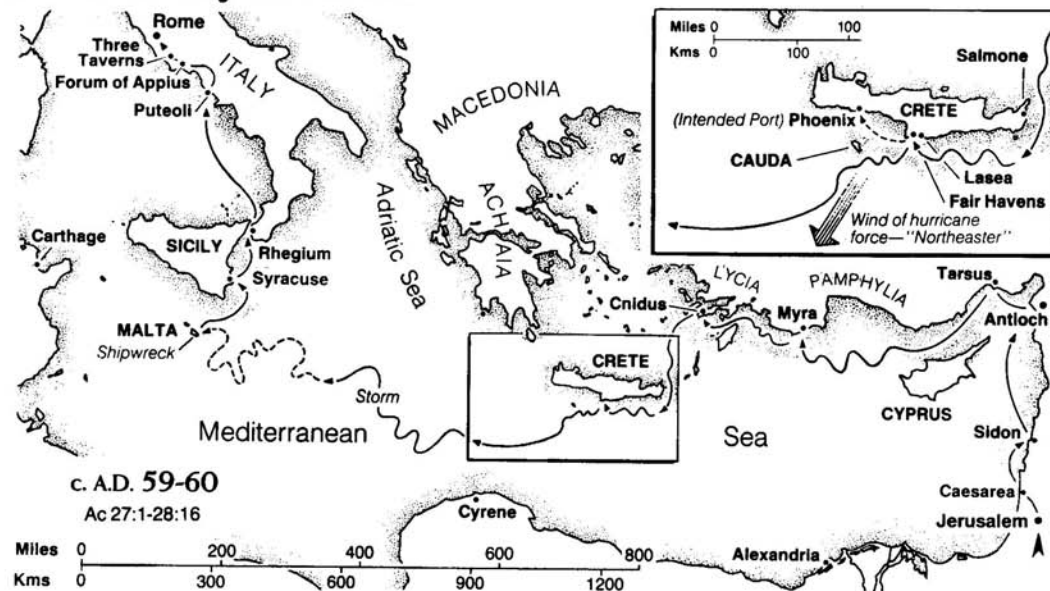 Rome
Three
Taverns
Forum of Appius
Puteoli
ITALY
MACEDONIA
Adriatic Sea
ACHAIA
Carthage
SICILY
Rhegium
Syracuse
MALTA
Shipwreck
Storm
Mediterranean
Sea
Miles 0 100
Kms 0 100
Salmone
CRETE
(Intended Port) Phoenix
CAUDA
Lasea
Fair Havens
Wind of hurricane
force—"Northeaster"
LYCIA
PAMPHYLIA
Tarsus
Cnidus
Myra
Antioch
CRETE
CYPRUS
Sidon
Caesarea
Jerusalem
Cyrene
Alexandria
c. A.D. 59-60
Ac 27:1-28:16
Miles 0 200 400 600 800
Kms 0 300 600 900 1200